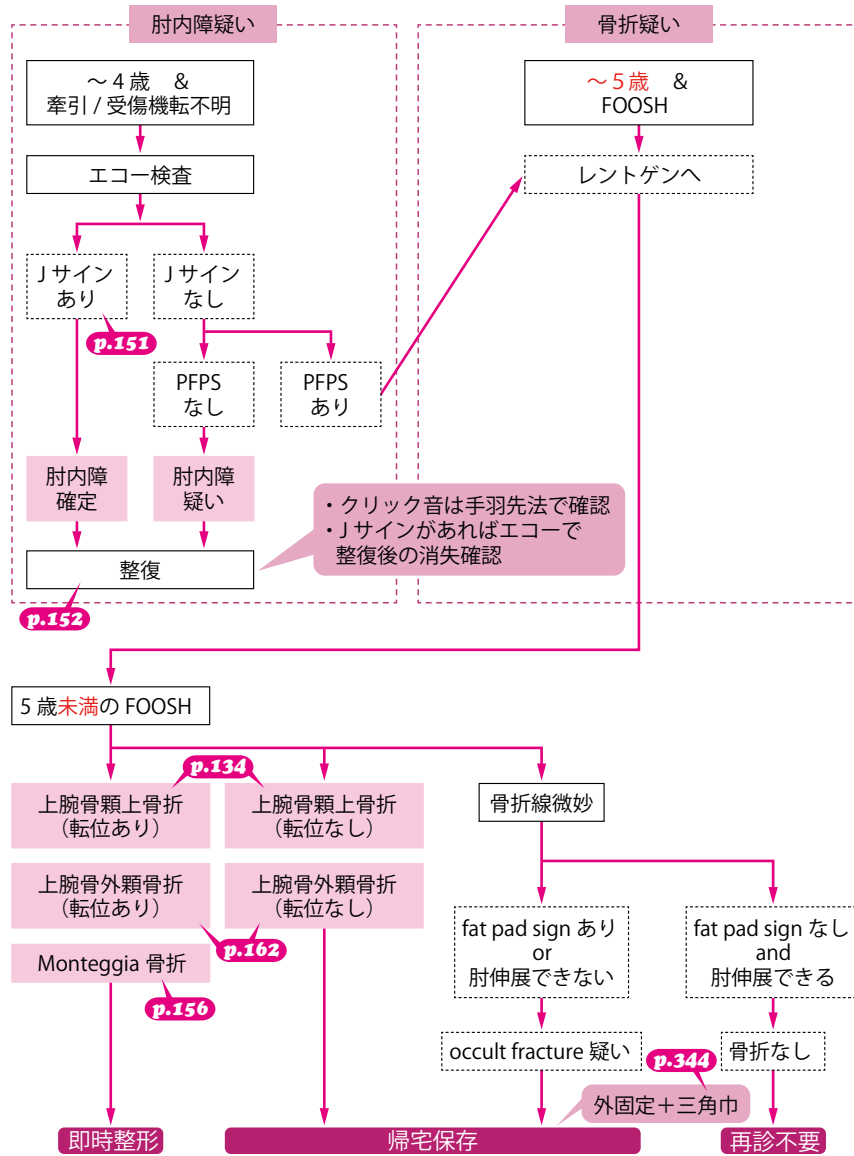 肘内障疑い
～4歳 &
牽引 / 受傷機転不明
エコー検査
J サイン
あり
J サイン
なし
p.151
PFPS
なし
PFPS
あり
肘内障
確定
肘内障
疑い
・クリック音は手羽先法で確認
・J サインがあればエコーで
整復後の消失確認
整復
p.152
骨折疑い
～5歳 &
FOOSH
レントゲンへ
5 歳未満の FOOSH
p.134
上腕骨顆上骨折
（転位あり）
上腕骨顆上骨折
（転位なし）
骨折線微妙
上腕骨外顆骨折
（転位あり）
上腕骨外顆骨折
（転位なし）
p.162
Monteggia 骨折
p.156
fat pad sign あり
or
肘伸展できない
fat pad sign なし
and
肘伸展できる
occult fracture 疑い
p.344
骨折なし
外固定＋三角巾
即時整形
帰宅保存
再診不要